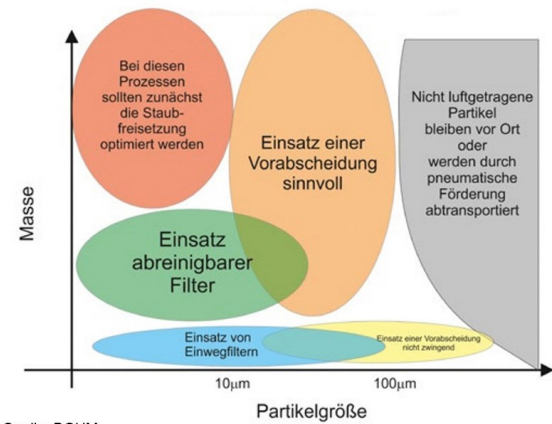 Masse
Bei diesen
Prozessen
sollten zunächst
die Staub-
freisetzung
optimiert werden
Einsatz einer
Vorabscheidung
sinnvoll
Nicht luftgetragene
Partikel
bleiben vor Ort
oder
werden durch
pneumatische
Förderung
abtransportiert
Einsatz
abreinigbarer
Filter
Einsatz von
Einwegfiltern
Einsatz einer Vorabscheidung
nicht zwingend
10µm
100µm
Partikelgröße